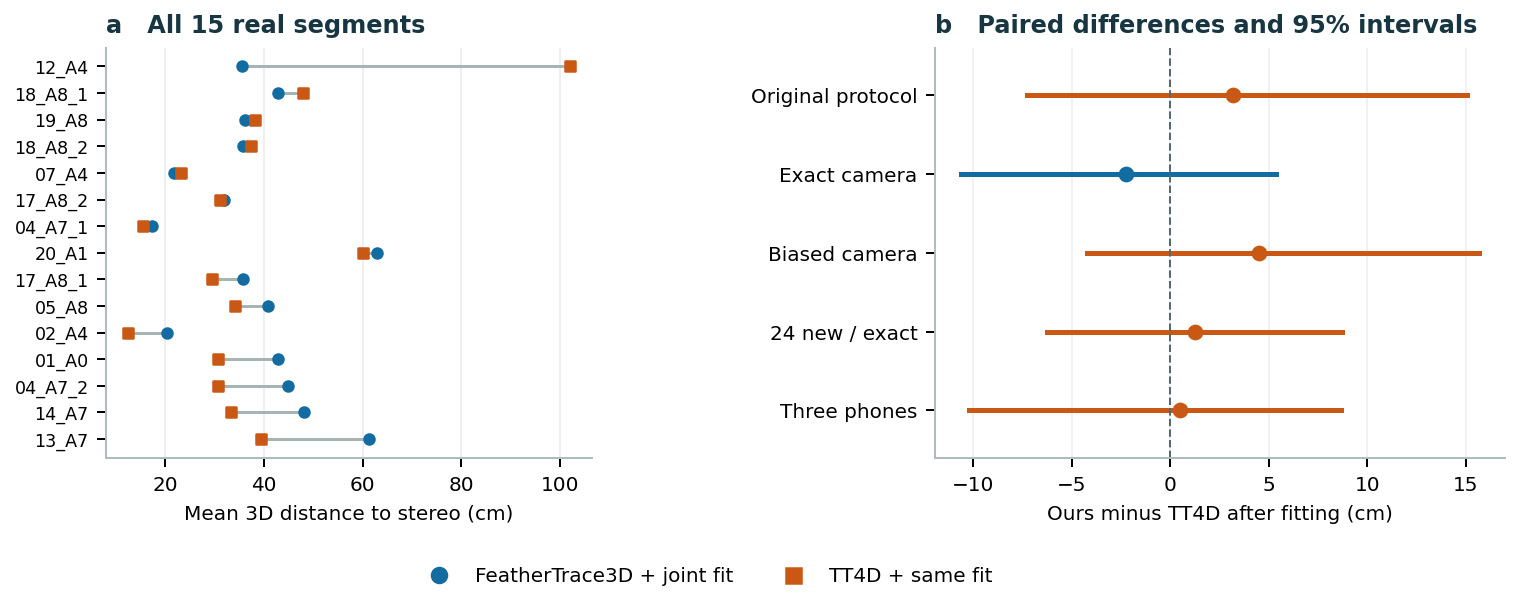 a All 15 real segments
12_A4
18_A8_1
19_A8
18_A8_2
07_A4
17_A8_2
04_A7_1
20_A1
17_A8_1
05_A8
02_A4
01_A0
04_A7_2
14_A7
13_A7
20 40 60 80 100
Mean 3D distance to stereo (cm)
b Paired differences and 95% intervals
Original protocol
Exact camera
Biased camera
24 new / exact
Three phones
−10 −5 0 5 10 15
Ours minus TT4D after fitting (cm)
FeatherTrace3D + joint fit
TT4D + same fit